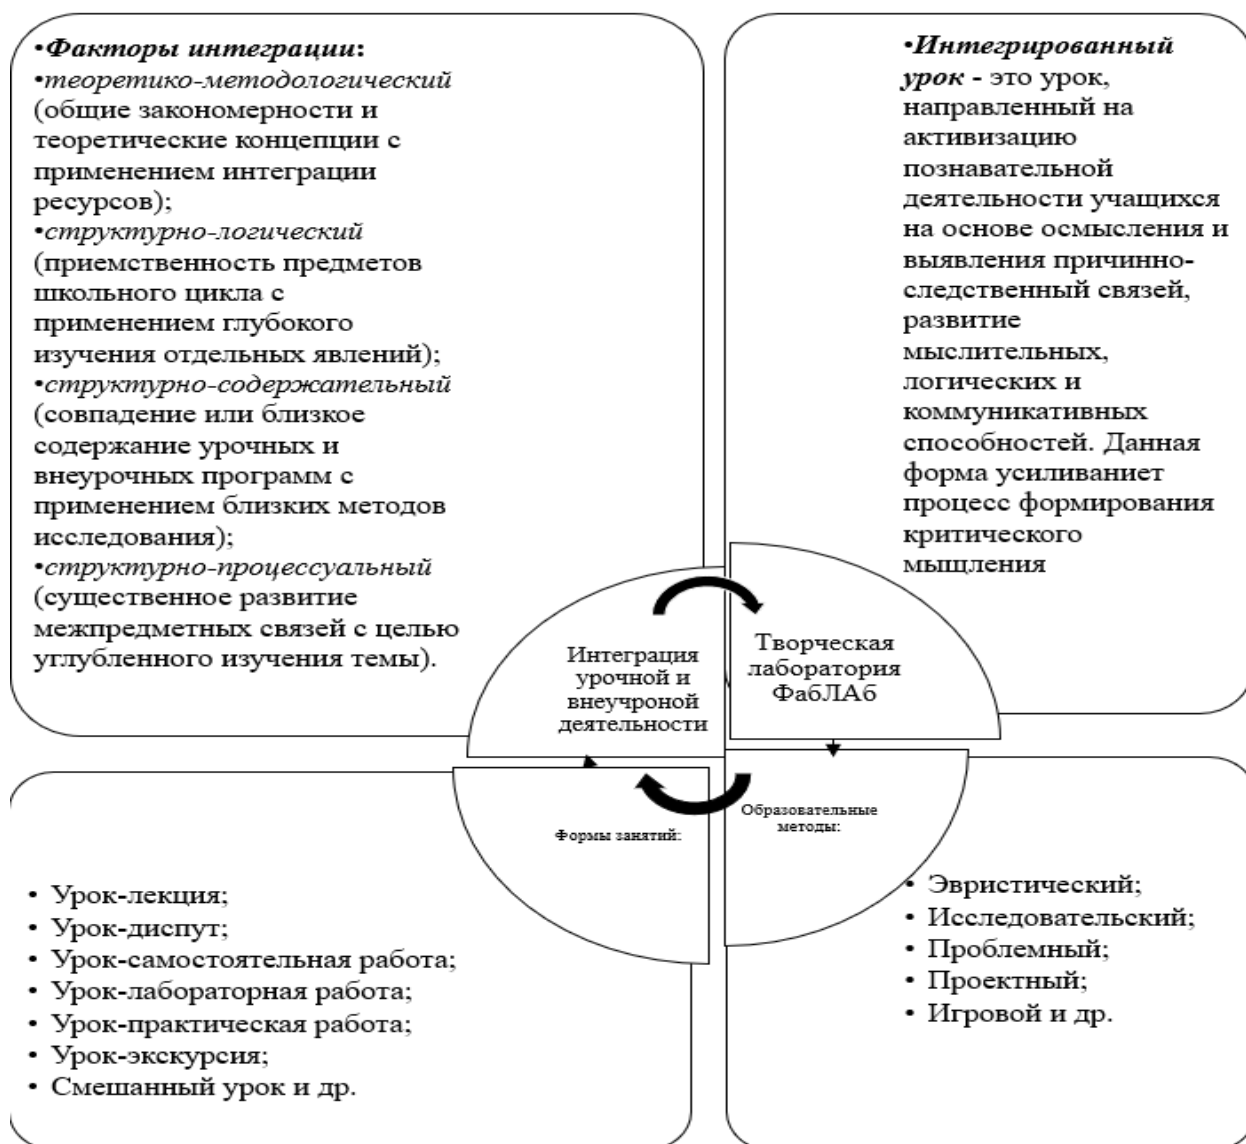 •Факторы интеграции:
•теоретико-методологический
(общие закономерности и
теоретические концепции с
применением интеграции
ресурсов);
•структурно-логический
(приемственность предметов
школьного цикла с
применением глубокого
изучения отдельных явлений);
•структурно-содержательный
(совпадение или близкое
содержание урочных и
внеурочных программ с
применением близких методов
исследования);
•структурно-процессуальный
(существенное развитие
межпредметных связей с целью
углубленного изучения темы).
•Интегрированный
урок - это урок,
направленный на
активизацию
познавательной
деятельности учащихся
на основе осмысления и
выявления причинно-
следственный связей,
развитие
мыслительных,
логических и
коммуникативных
способностей. Данная
форма усиливаниет
процесс формирования
критического
мыщления
Интеграция
урочной и
внеучроной
деятельности
Творческая
лаборатория
ФабЛАб
Формы занятий:
Образовательные
методы:
• Урок-лекция;
• Урок-диспут;
• Урок-самостоятельная работа;
• Урок-лабораторная работа;
• Урок-практическая работа;
• Урок-экскурсия;
• Смешанный урок и др.
• Эвристический;
• Исследовательский;
• Проблемный;
• Проектный;
• Игровой и др.